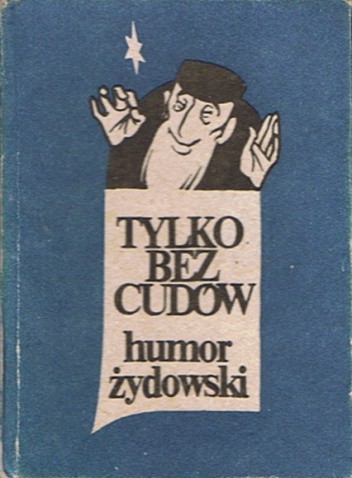 TYLKO
BEZ
CUDÓW
humor
żydowski